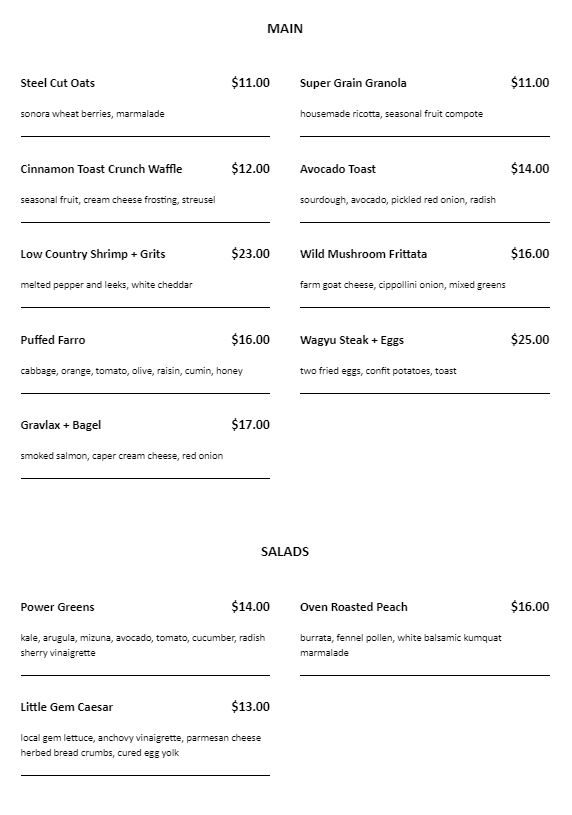 MAIN
Steel Cut Oats $11.00
sonora wheat berries, marmalade
Super Grain Granola $11.00
housemade ricotta, seasonal fruit compote
Cinnamon Toast Crunch Waffle $12.00
seasonal fruit, cream cheese frosting, streusel
Avocado Toast $14.00
sourdough, avocado, pickled red onion, radish
Low Country Shrimp + Grits $23.00
melted pepper and leeks, white cheddar
Wild Mushroom Frittata $16.00
farm goat cheese, cippollini onion, mixed greens
Puffed Farro $16.00
cabbage, orange, tomato, olive, raisin, cumin, honey
Wagyu Steak + Eggs $25.00
two fried eggs, confit potatoes, toast
Gravlax + Bagel $17.00
smoked salmon, caper cream cheese, red onion
SALADS
Power Greens $14.00
kale, arugula, mizuna, avocado, tomato, cucumber, radish
sherry vinaigrette
Oven Roasted Peach $16.00
burrata, fennel pollen, white balsamic kumquat
marmalade
Little Gem Caesar $13.00
local gem lettuce, anchovy vinaigrette, parmesan cheese
herbed bread crumbs, cured egg yolk